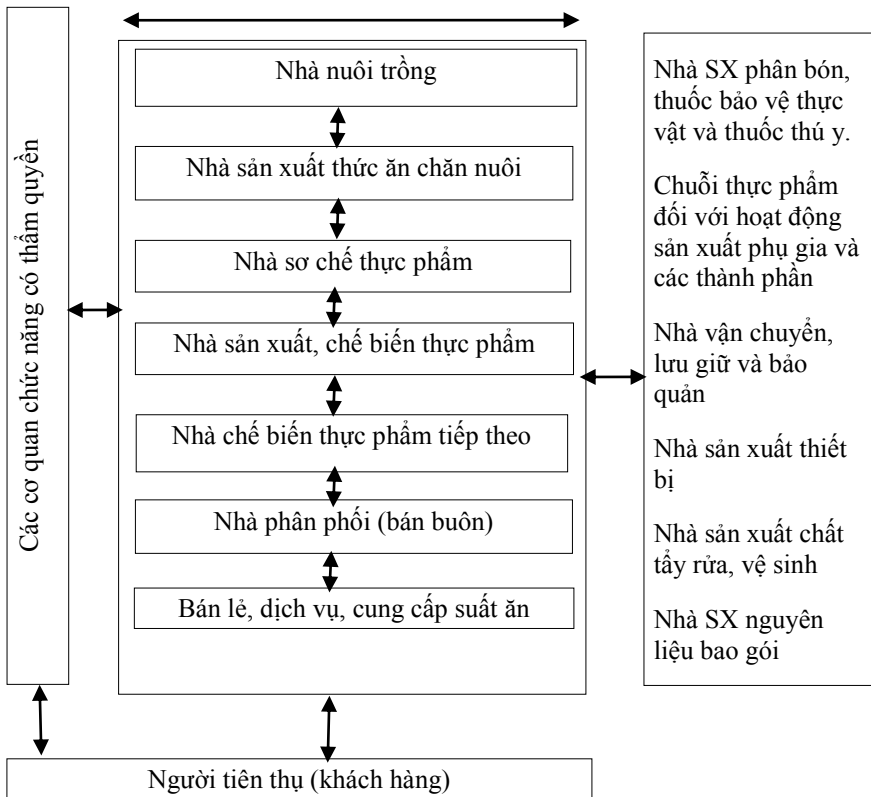 Các cơ quan chức năng có thẩm quyền
Nhà nuôi trồng
Nhà sản xuất thức ăn chăn nuôi
Nhà sơ chế thực phẩm
Nhà sản xuất, chế biến thực phẩm
Nhà chế biến thực phẩm tiếp theo
Nhà phân phối (bán buôn)
Bán lẻ, dịch vụ, cung cấp suất ăn
Nhà SX phân bón,
thuốc bảo vệ thực
vật và thuốc thú y.
Chuỗi thực phẩm
đối với hoạt động
sản xuất phụ gia và
các thành phần
Nhà vận chuyển,
lưu giữ và bảo
quản
Nhà sản xuất thiết
bị
Nhà sản xuất chất
tẩy rửa, vệ sinh
Nhà SX nguyên
liệu bao gói
Người tiên thụ (khách hàng)